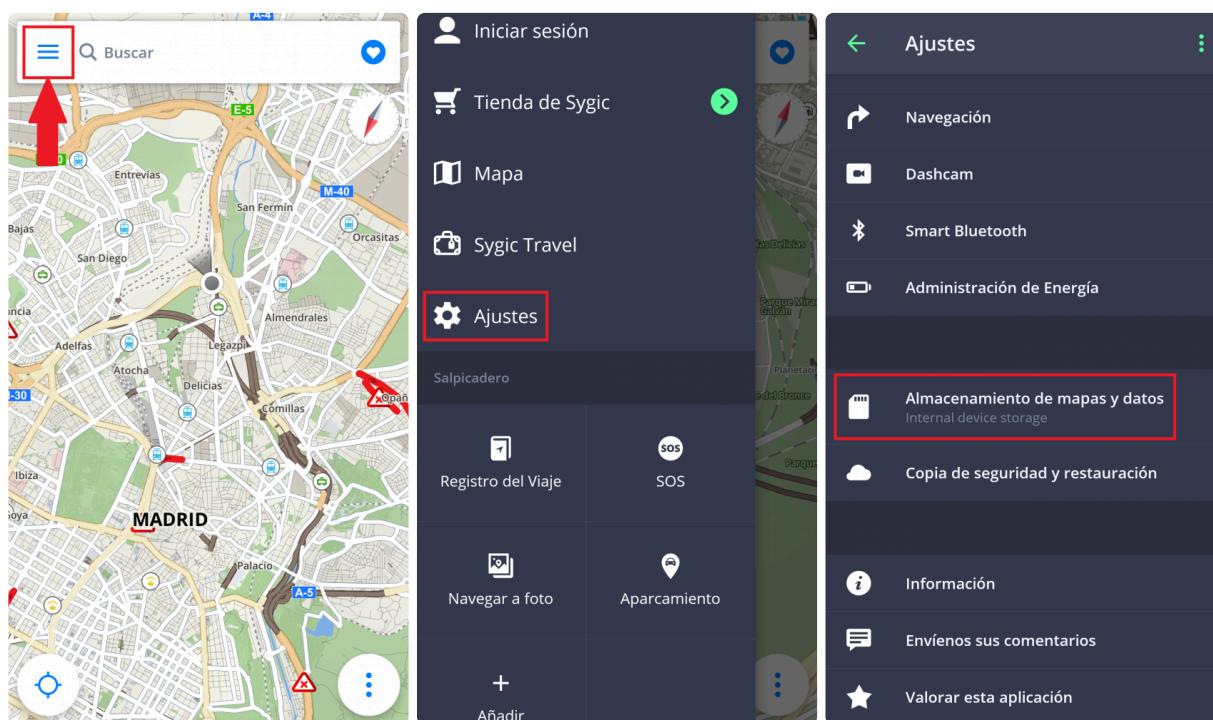 A-4
Buscar
E-5
Entrevías
M-40
San Fermín
Bajas
Orcasitas
San Diego
Almendrales
Adelfas
Legazpi
Atocha
Delicias
Comillas
Ibiza
MADRID
Palacio
A-5
Iniciar sesión
Tienda de Sygic
Mapa
Sygic Travel
Ajustes
Salpicadero
Registro del Viaje
SOS
SOS
Navegar a foto
Aparcamiento
Añadir
Ajustes
Navegación
Dashcam
Smart Bluetooth
Administración de Energía
Almacenamiento de mapas y datos
Internal device storage
Copia de seguridad y restauración
Información
Envíenos sus comentarios
Valorar esta aplicación